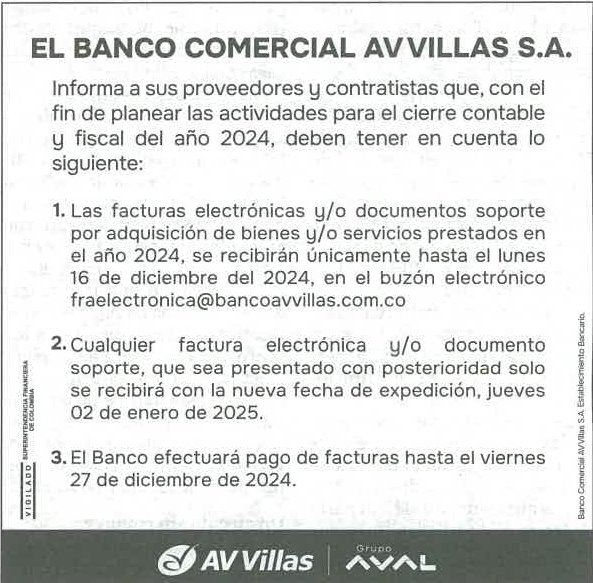 EL BANCO COMERCIAL AV VILLAS S.A.
Informa a sus proveedores y contratistas que, con el
fin de planear las actividades para el cierre contable
y fiscal del año 2024, deben tener en cuenta lo
siguiente:
1. Las facturas electrónicas y/o documentos soporte
por adquisición de bienes y/o servicios prestados en
el año 2024, se recibirán únicamente hasta el lunes
16 de diciembre del 2024, en el buzón electrónico
fraelectronica@bancoavvillas.com.co
2. Cualquier factura electrónica y/o documento
soporte, que sea presentado con posterioridad solo
se recibirá con la nueva fecha de expedición, jueves
02 de enero de 2025.
3. El Banco efectuará pago de facturas hasta el viernes
27 de diciembre de 2024.
VIGILADO
SUPERINTENDENCIA FINANCIERA
DE COLOMBIA
Banco Comercial AV Villas S.A. Establecimiento Bancario.
AV Villas
Grupo
AVAL